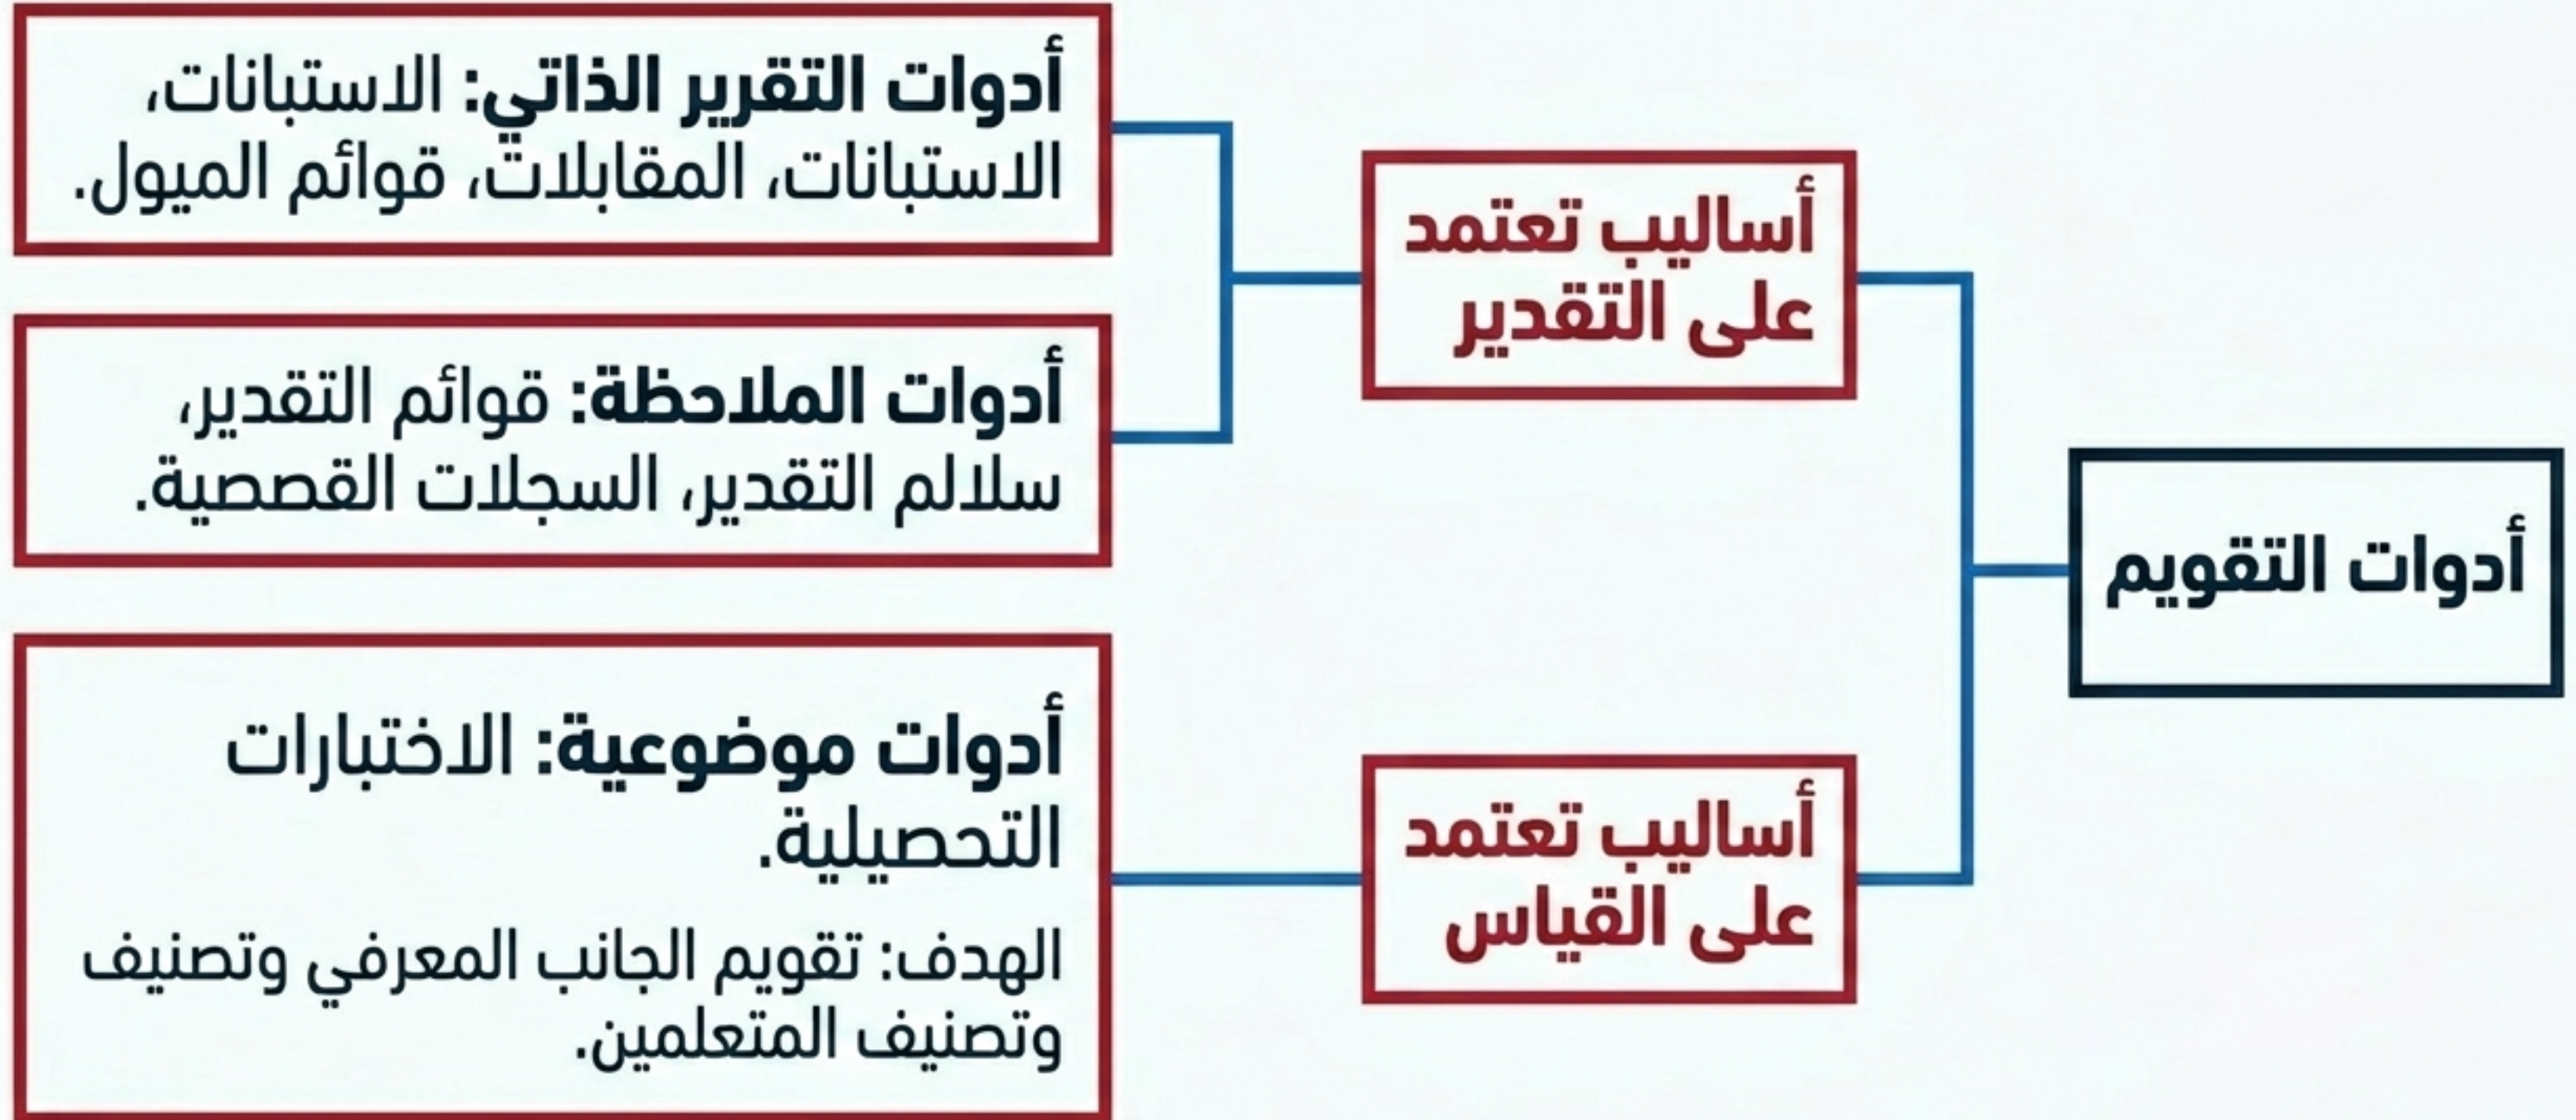 أدوات التقويم
أساليب تعتمد
على التقدير
أدوات التقرير الذاتي: الاستبانات،
الاستبانات، المقابلات، قوائم الميول.
أدوات الملاحظة: قوائم التقدير،
سلالم التقدير، السجلات القصصية.
أساليب تعتمد
على القياس
أدوات موضوعية: الاختبارات
التحصيلية.
الهدف: تقويم الجانب المعرفي وتصنيف
وتصنيف المتعلمين.